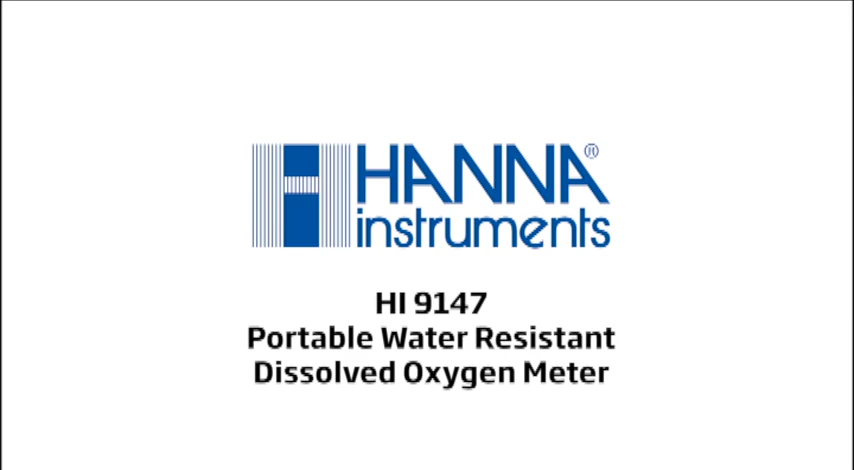 HANNA®
instruments
HI 9147
Portable Water Resistant
Dissolved Oxygen Meter